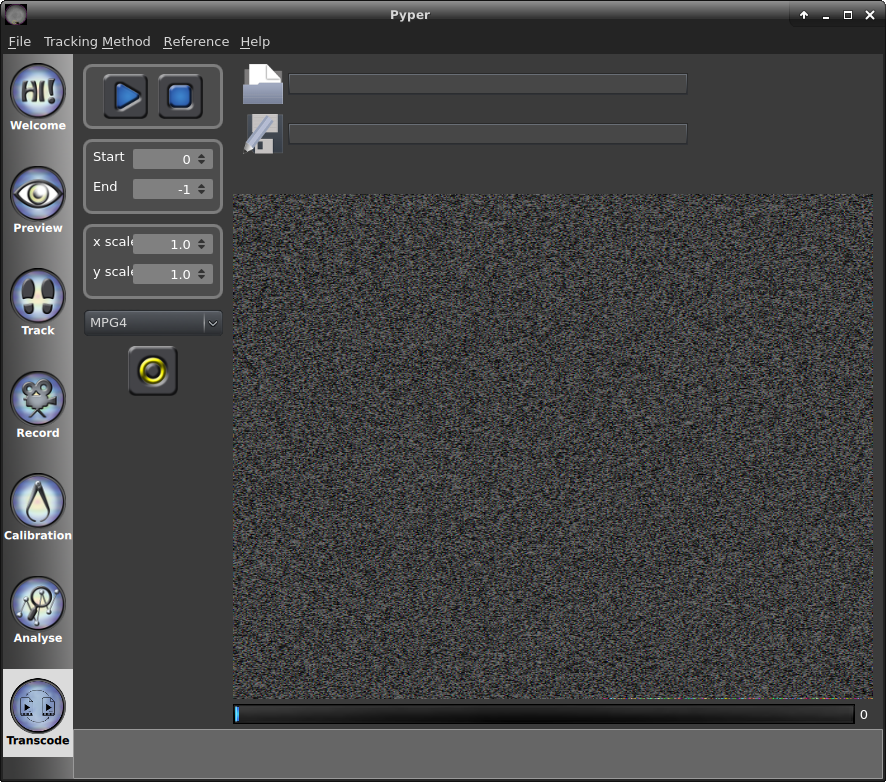 Pyper
File Tracking Method Reference Help
HI!
Welcome
Preview
Track
Record
Calibration
Analyse
Transcode
Start 0
End -1
x scale 1.0
y scale 1.0
MPG4
0